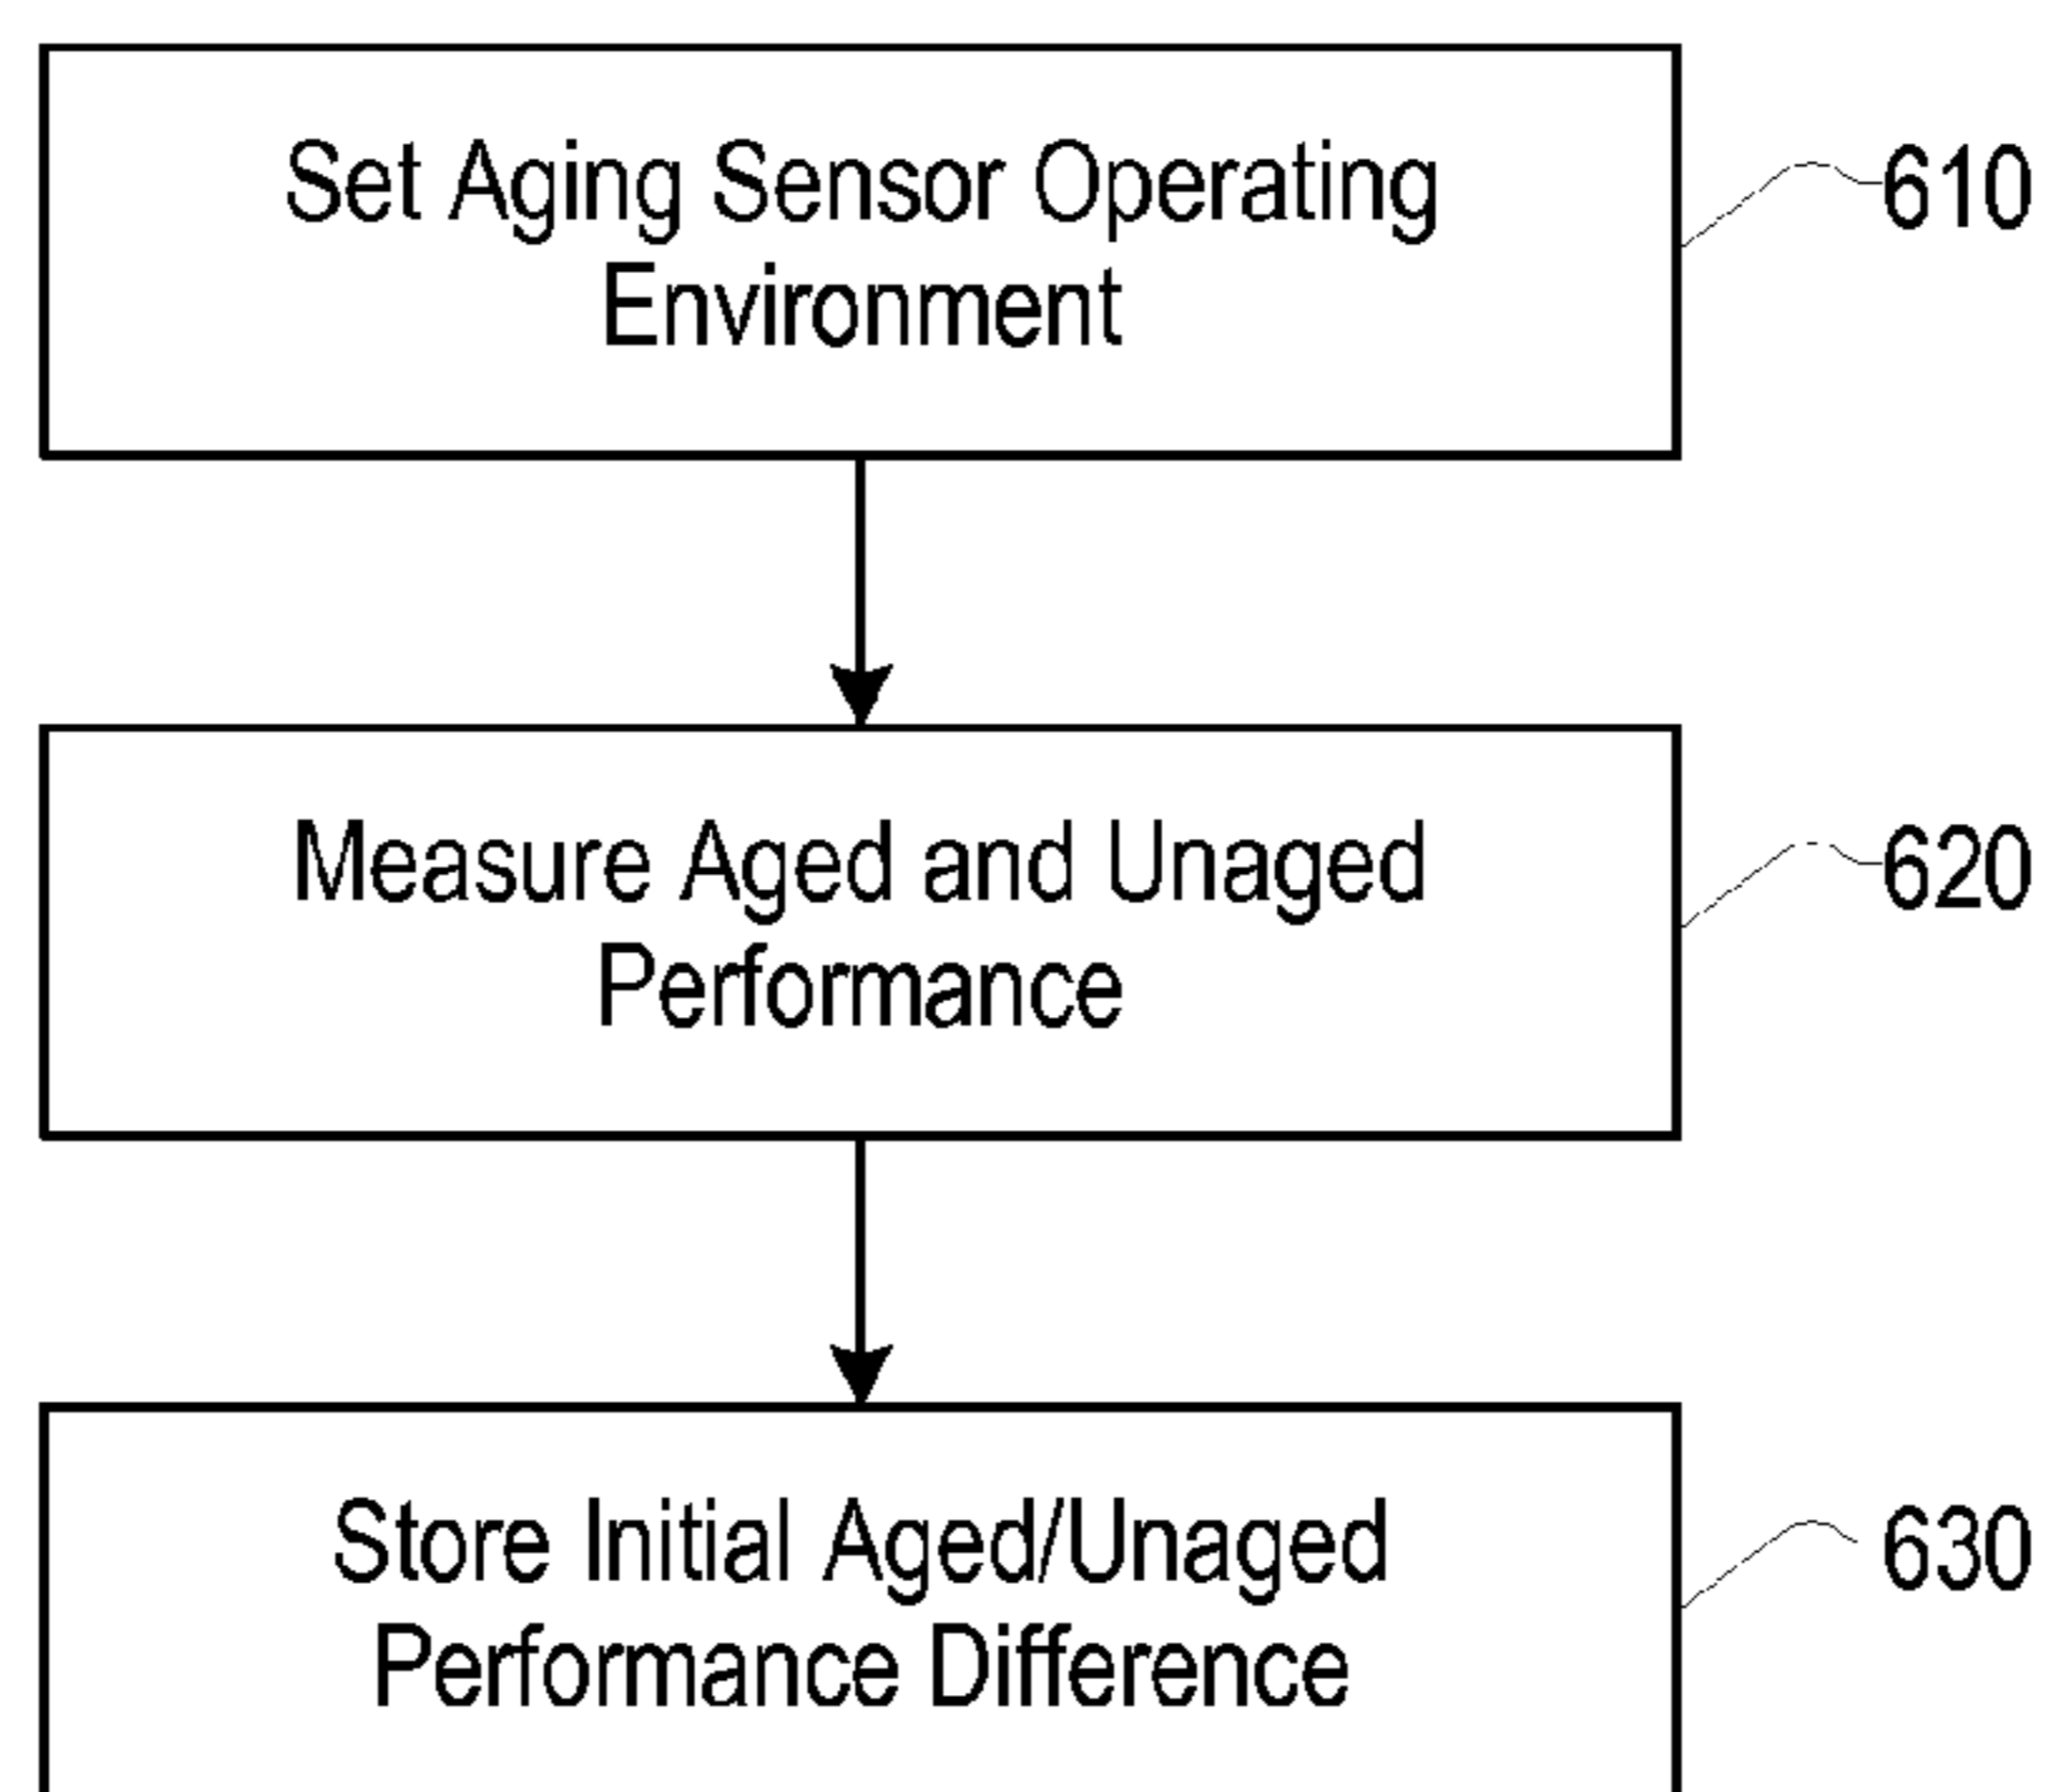 Set Aging Sensor Operating
Environment
610
Measure Aged and Unaged
Performance
620
Store Initial Aged/Unaged
Performance Difference
630